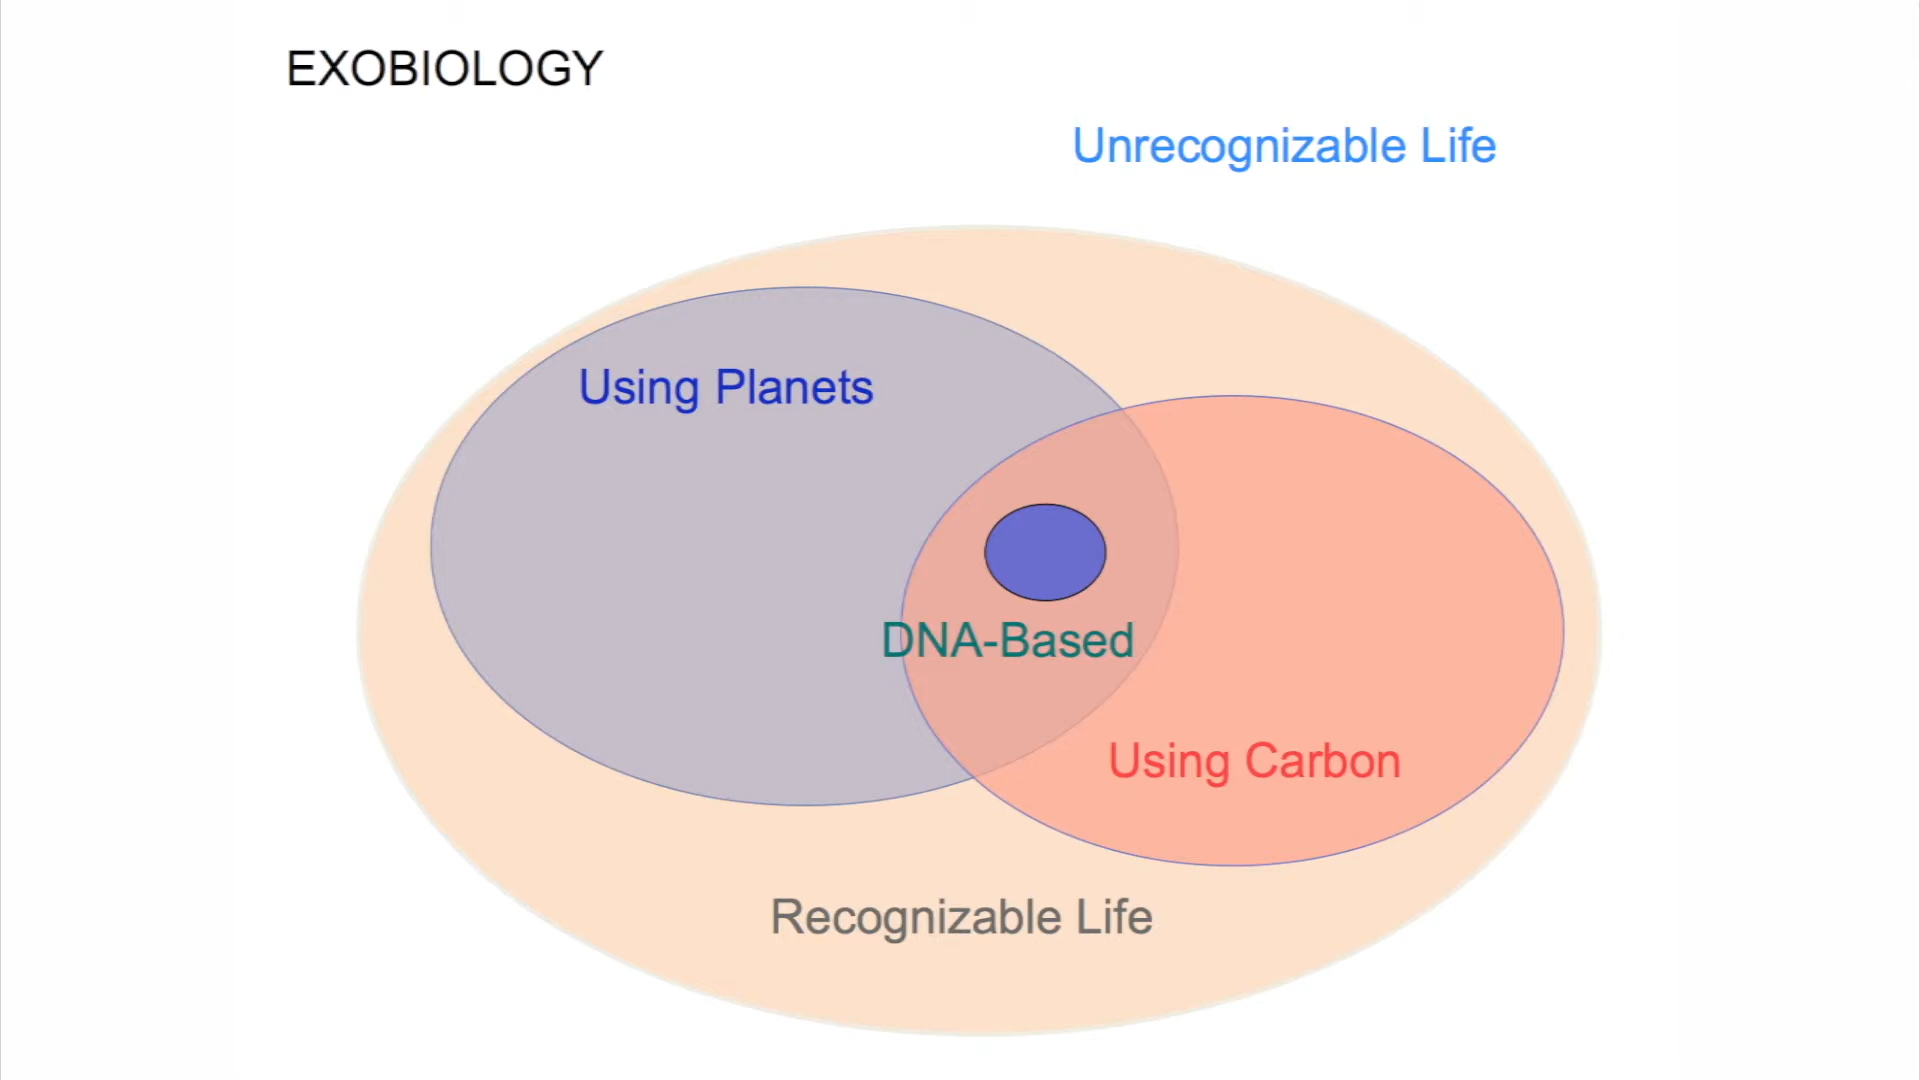 EXOBIOLOGY
Unrecognizable Life
Using Planets
DNA-Based
Using Carbon
Recognizable Life